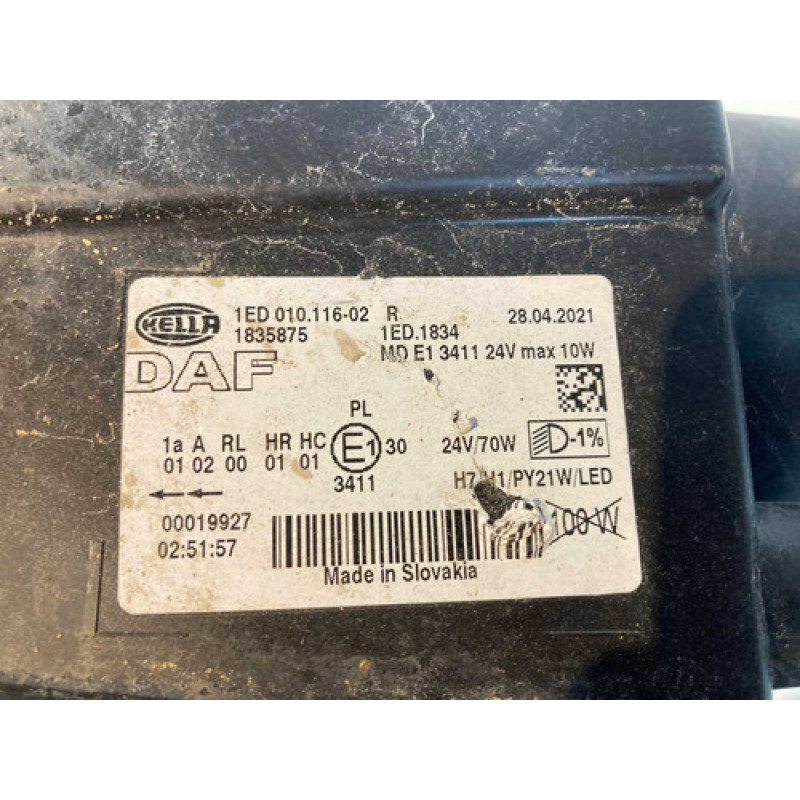 HELLA
1ED 010.116-02 R 28.04.2021
1835875 1ED.1834
DAF
MD E1 3411 24V max 10W
PL
1a A RL HR HC E1 30 24V/70W D-1%
01 02 00 01 01
3411 H7/H1/PY21W/LED
00019927 100 W
02:51:57
Made in Slovakia